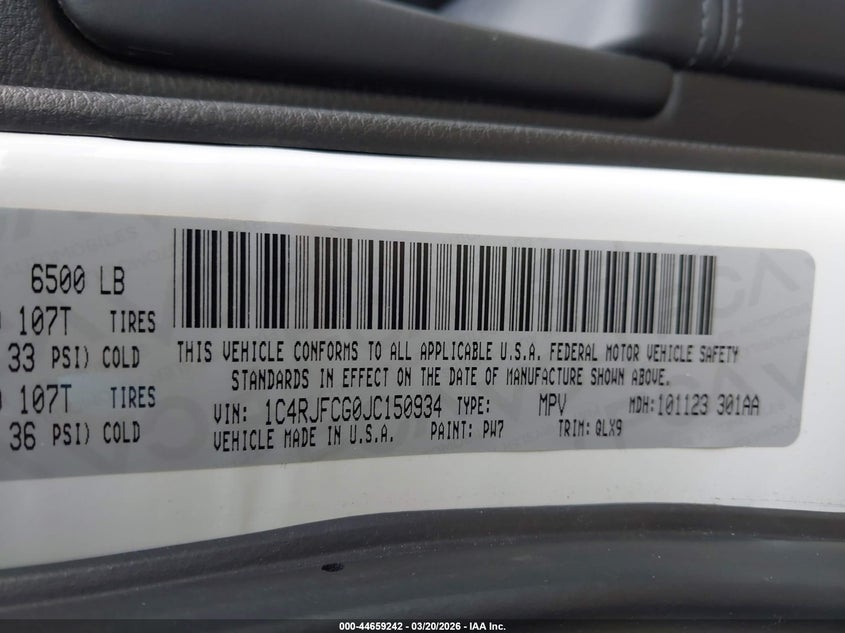 6500 LB
107T TIRES
33 PSI) COLD
107T TIRES
36 PSI) COLD
THIS VEHICLE CONFORMS TO ALL APPLICABLE U.S.A. FEDERAL MOTOR VEHICLE SAFETY
STANDARDS IN EFFECT ON THE DATE OF MANUFACTURE SHOWN ABOVE.
VIN: 1C4RJFCG0JC150934 TYPE: MPV MDH:101123 301AA
VEHICLE MADE IN U.S.A. PAINT: PW7 TRIM: QLX9
000-44659242 - 03/20/2026 - IAA Inc.